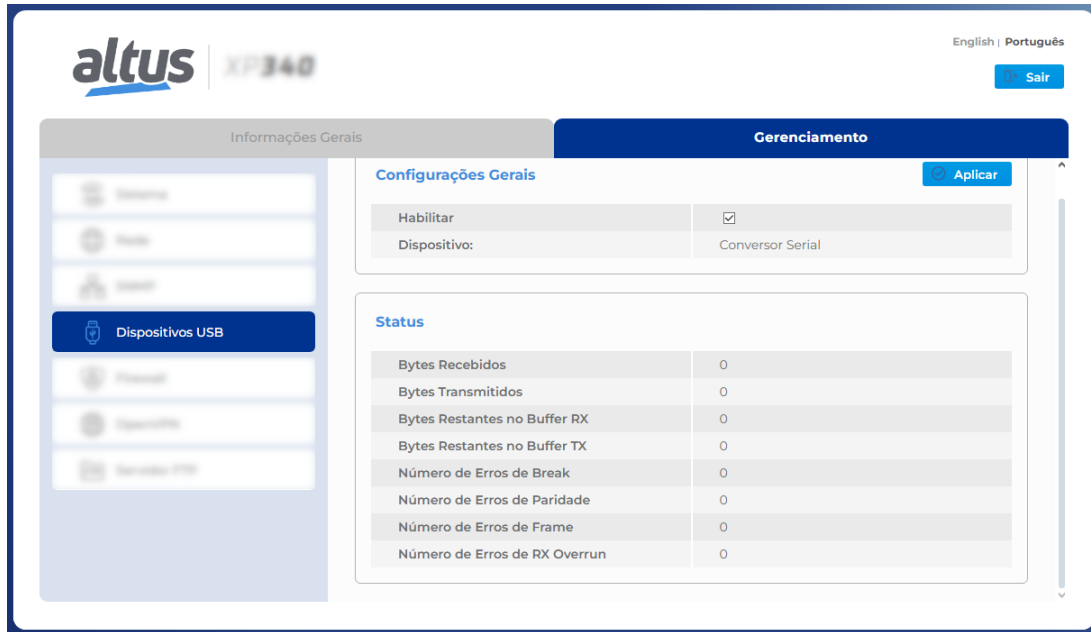 altus
XP340
English | Português
Sair
Informações Gerais
Gerenciamento
Configurações Gerais
Aplicar
Habilitar
Dispositivo: Conversor Serial
Dispositivos USB
Status
Bytes Recebidos 0
Bytes Transmitidos 0
Bytes Restantes no Buffer RX 0
Bytes Restantes no Buffer TX 0
Número de Erros de Break 0
Número de Erros de Paridade 0
Número de Erros de Frame 0
Número de Erros de RX Overrun 0